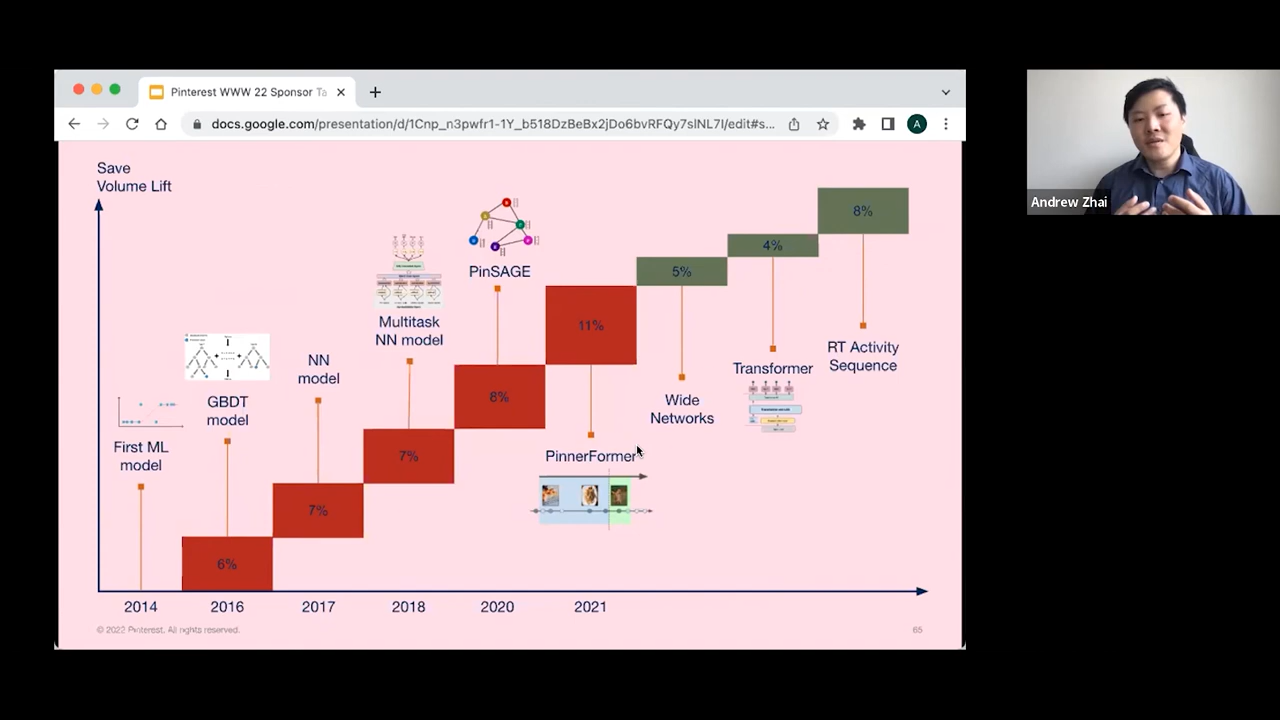 Pinterest WWW 22 Sponsor Ta
docs.google.com/presentation/d/1Cnp_n3pwfr1-1Y_b518DzBeBx2jDo6bvRFQy7slNL7I/edit#s...
A
Andrew Zhai
Save
Volume Lift
8%
4%
5%
PinSAGE
11%
Multitask
NN model
RT Activity
Sequence
NN
model
Transformer
8%
GBDT
model
Wide
Networks
First ML
model
7%
PinnerFormer
7%
6%
2014
2016
2017
2018
2020
2021
© 2022 Pinterest. All rights reserved.
65